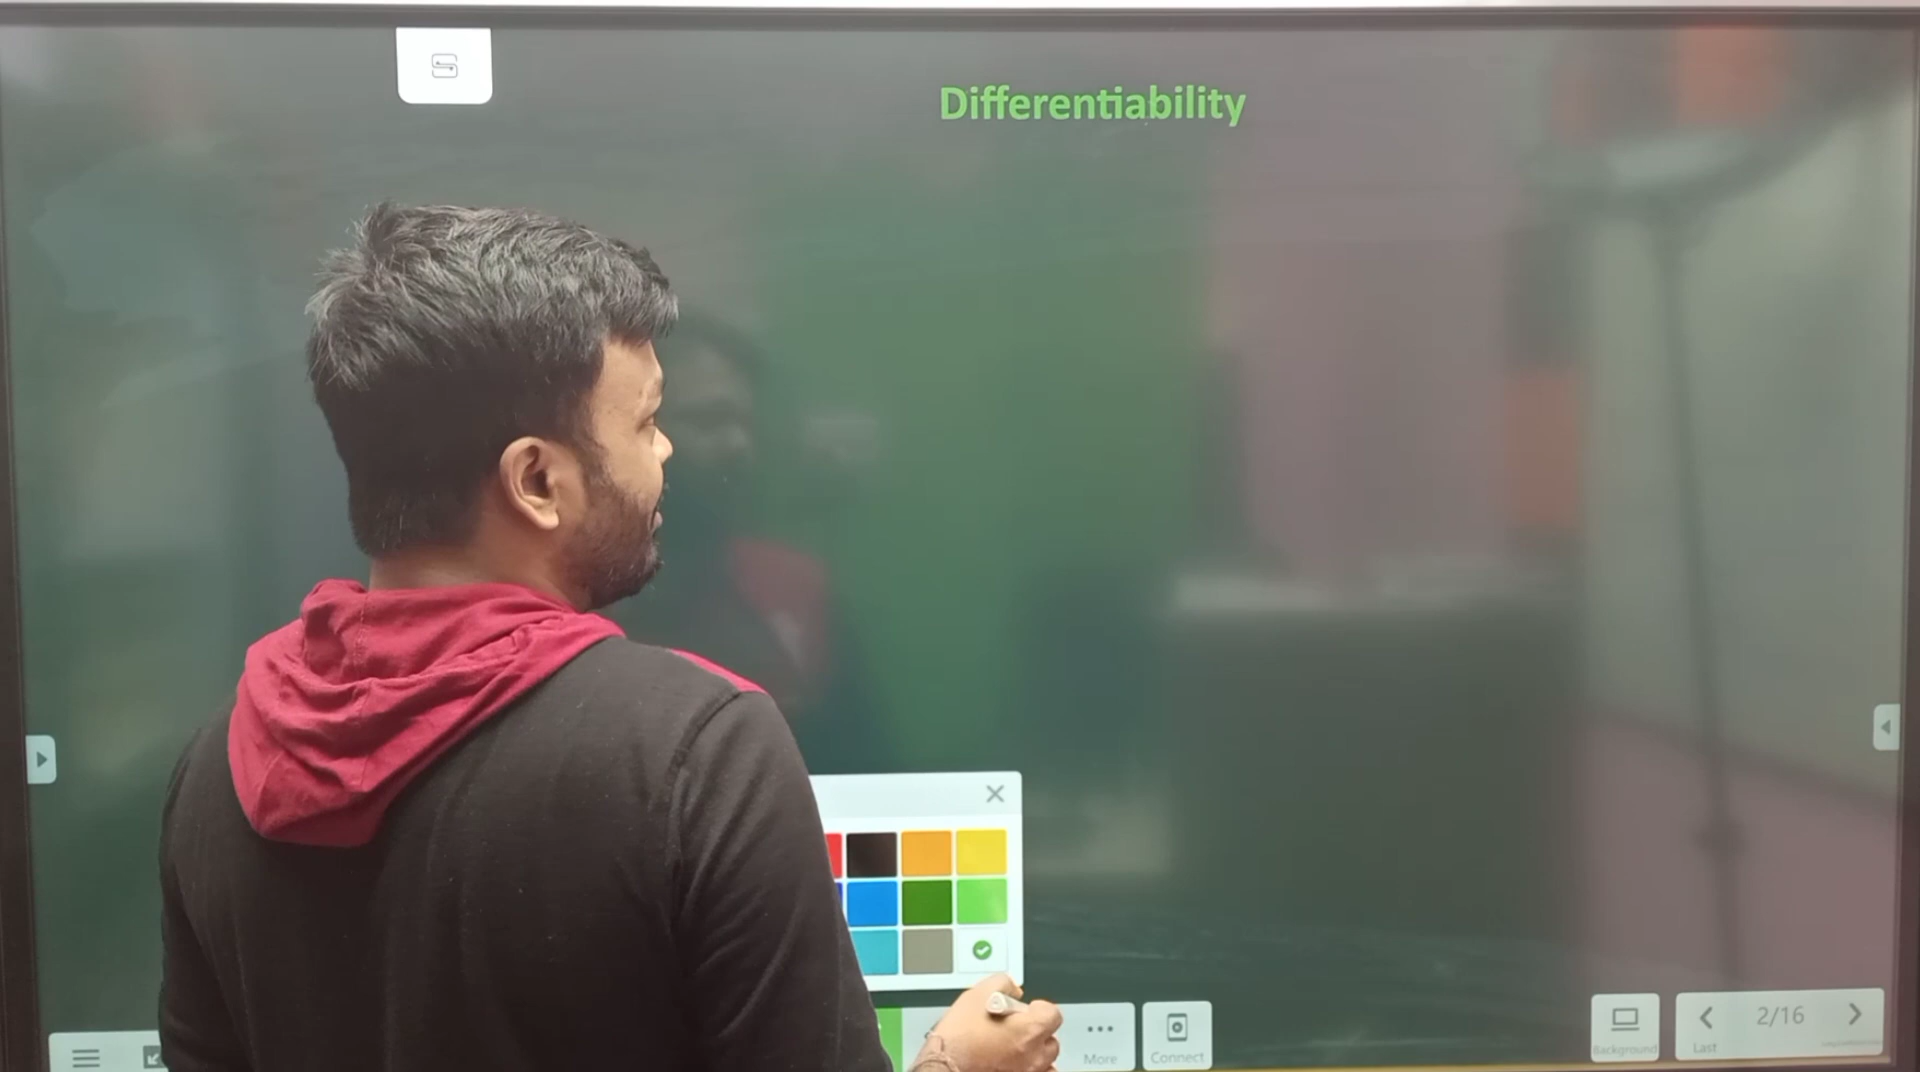 Differentiability
More
Connect
Background
Last
2/16